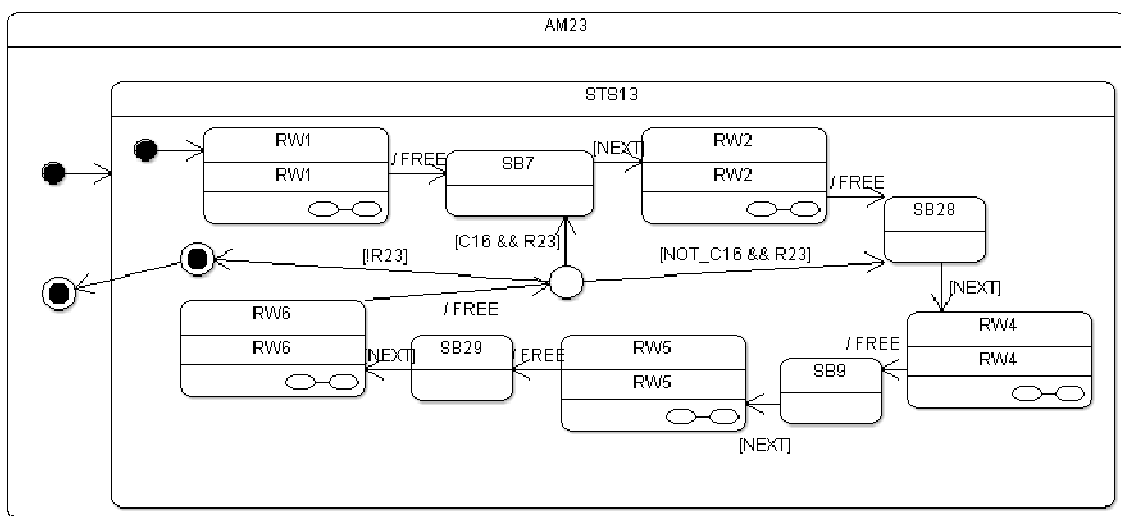 AM23
STS13
RW1
RW1
/ FREE
SB7
[NEXT]
RW2
RW2
/ FREE
SB28
[C16 && R23]
[!R23]
[NOT_C16 && R23]
[NEXT]
/ FREE
RW6
RW6
[NEXT]
SB29
/ FREE
RW5
RW5
[NEXT]
SB9
/ FREE
RW4
RW4